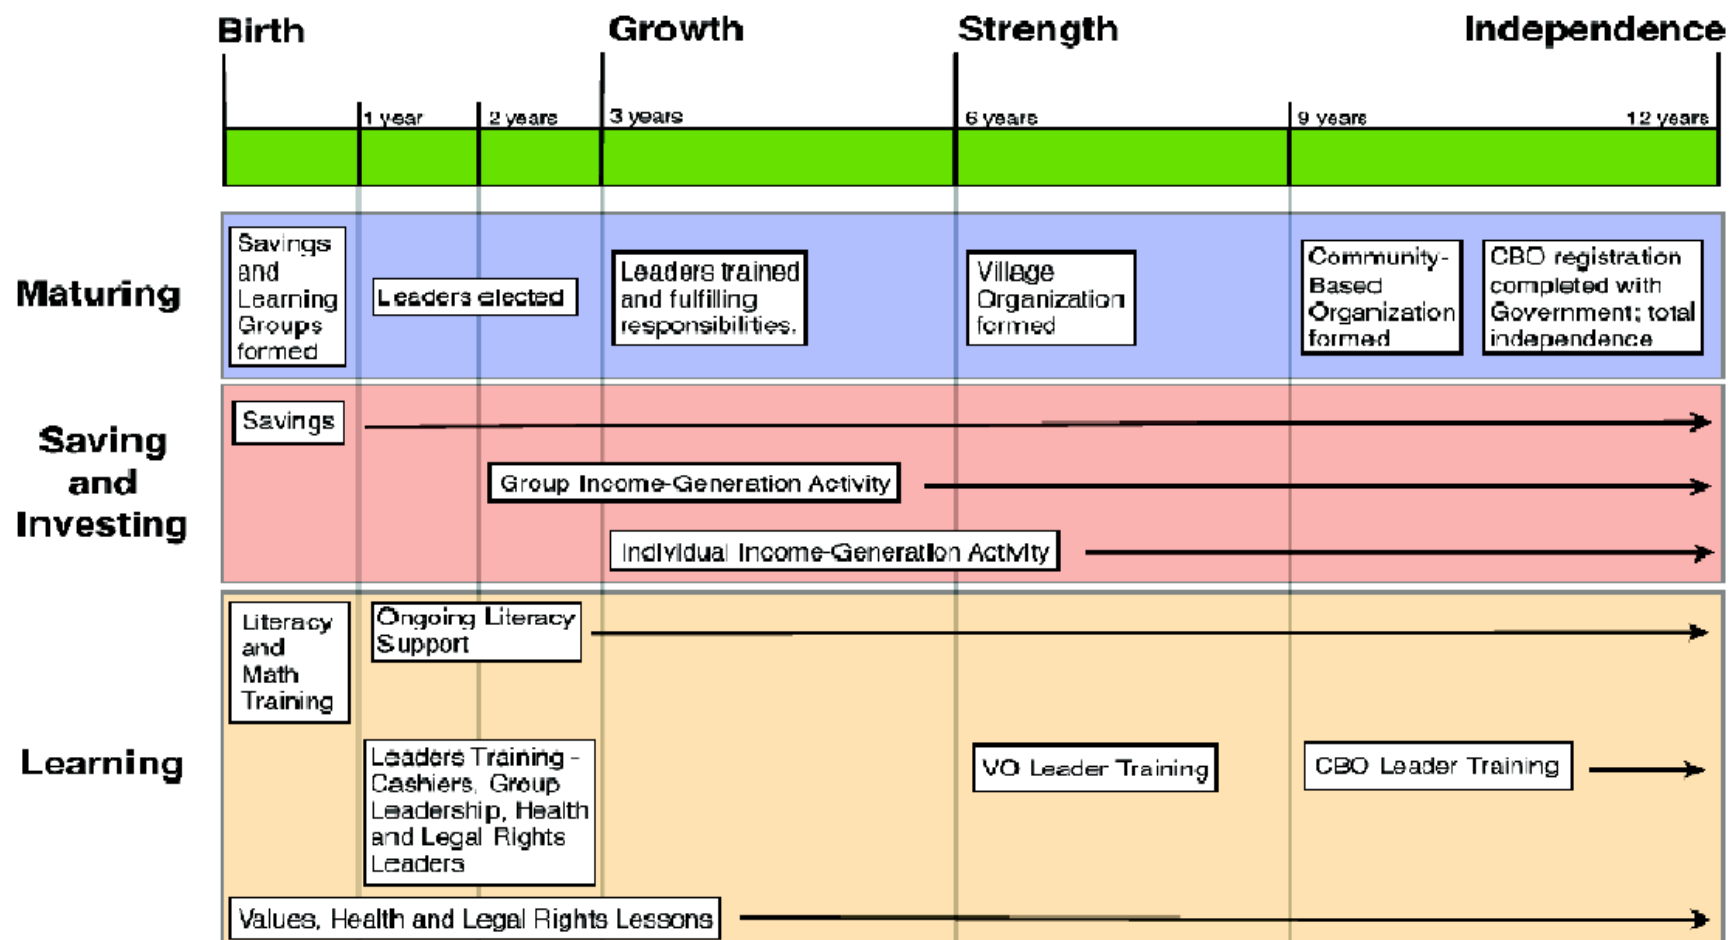 Birth
Growth
Strength
Independence
1 year
2 years
3 years
6 years
9 years
12 years
Maturing
Savings
and
Learning
Groups
formed
Leaders elected
Leaders trained
and fulfilling
responsibilities.
Village
Organization
formed
Community-
Based
Organization
formed
CBO registration
completed with
Government; total
independence
Saving
and
Investing
Savings
Group Income-Generation Activity
Individual Income-Generation Activity
Learning
Literacy
and
Math
Training
Ongoing Literacy
Support
Leaders Training -
Cashiers, Group
Leadership, Health
and Legal Rights
Leaders
VO Leader Training
CBO Leader Training
Values, Health and Legal Rights Lessons